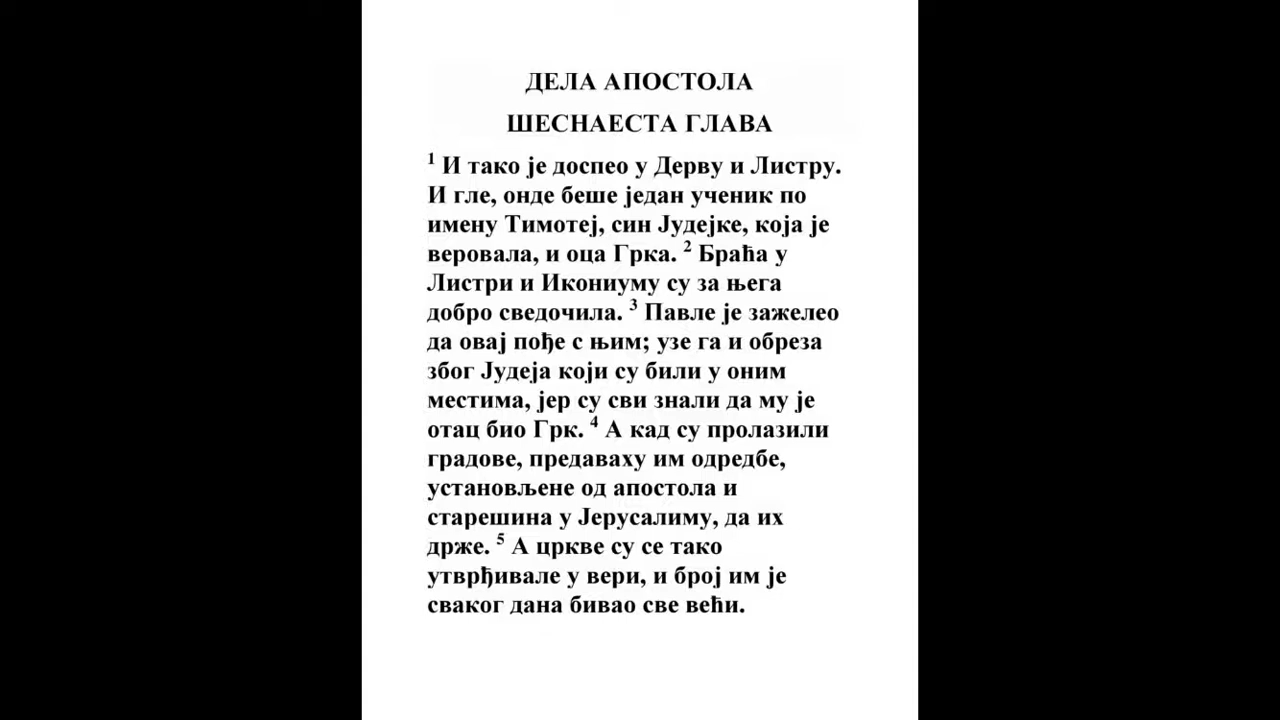 ДЕЛА АПОСТОЛА
ШЕСНАЕСТА ГЛАВА
¹ И тако је доспео у Дерву и Листру.
И гле, онде беше један ученик по
имену Тимотеј, син Јудејке, која је
веровала, и оца Грка. ² Браћа у
Листри и Икониуму су за њега
добро сведочила. ³ Павле је зажелео
да овај пође с њим; узе га и обреза
због Јудеја који су били у оним
местима, јер су сви знали да му је
отац био Грк. ⁴ А кад су пролазили
градове, предаваху им одредбе,
установљене од апостола и
старешина у Јерусалиму, да их
држе. ⁵ А цркве су се тако
утврђивале у вери, и број им је
сваког дана бивао све већи.